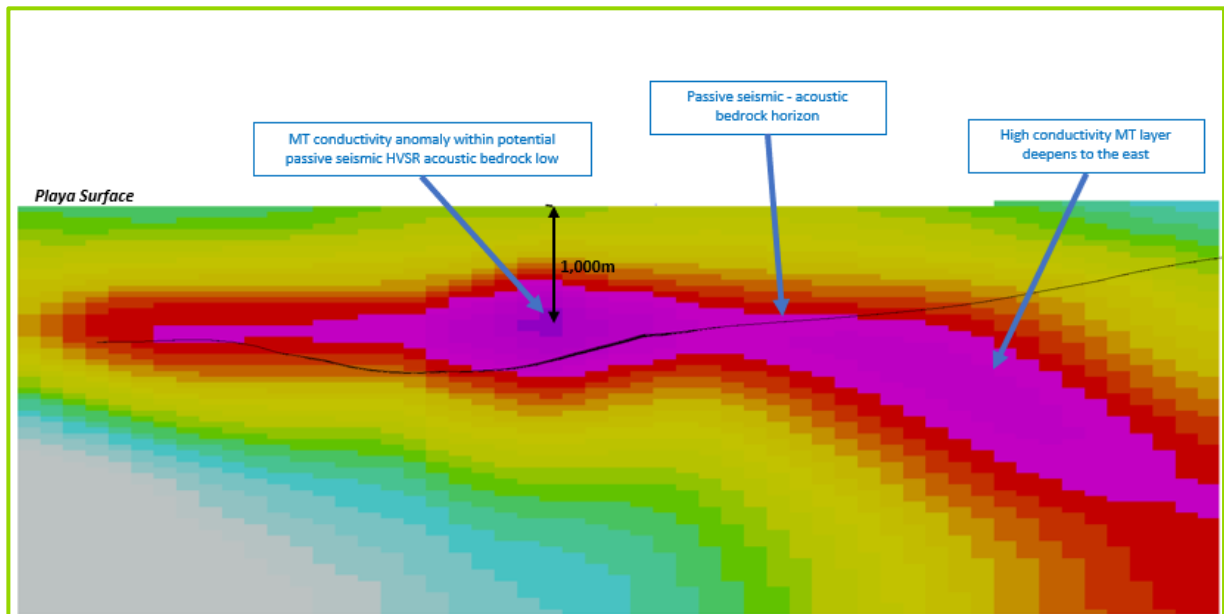 Passive seismic - acoustic
bedrock horizon
MT conductivity anomaly within potential
passive seismic HVSR acoustic bedrock low
High conductivity MT layer
deepens to the east
Playa Surface
1,000m